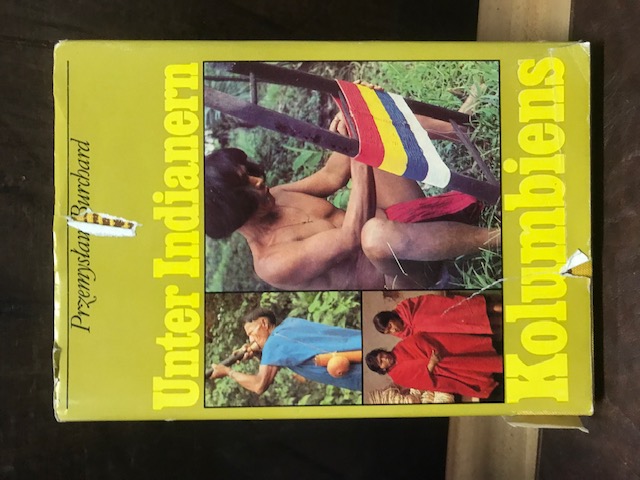 Przemysław Burchard
Unter Indianern
Kolumbiens